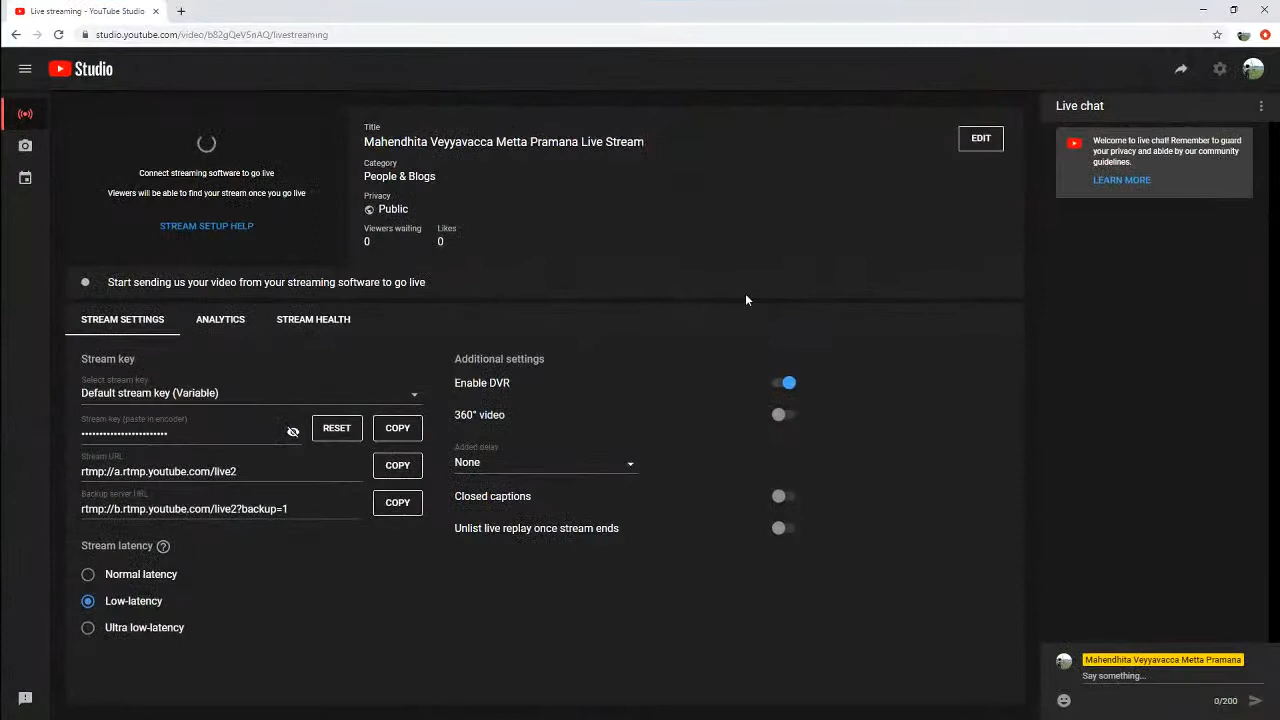 Live streaming - YouTube Studio
studio.youtube.com/video/b82gQeV5nAQ/livestreaming
Studio
Connect streaming software to go live
Viewers will be able to find your stream once you go live
STREAM SETUP HELP
Title
Mahendhita Veyyavacca Metta Pramana Live Stream
Category
People & Blogs
Privacy
Public
Viewers waiting
0
Likes
0
EDIT
Start sending us your video from your streaming software to go live
STREAM SETTINGS
ANALYTICS
STREAM HEALTH
Stream key
Select stream key
Default stream key (Variable)
Stream key (paste in encoder)
RESET
COPY
Stream URL
rtmp://a.rtmp.youtube.com/live2
COPY
Backup server URL
rtmp://b.rtmp.youtube.com/live2?backup=1
COPY
Stream latency
Normal latency
Low-latency
Ultra low-latency
Additional settings
Enable DVR
360° video
Added delay
None
Closed captions
Unlist live replay once stream ends
Live chat
Welcome to live chat! Remember to guard
your privacy and abide by our community
guidelines.
LEARN MORE
Mahendhita Veyyavacca Metta Pramana
Say something...
0/200